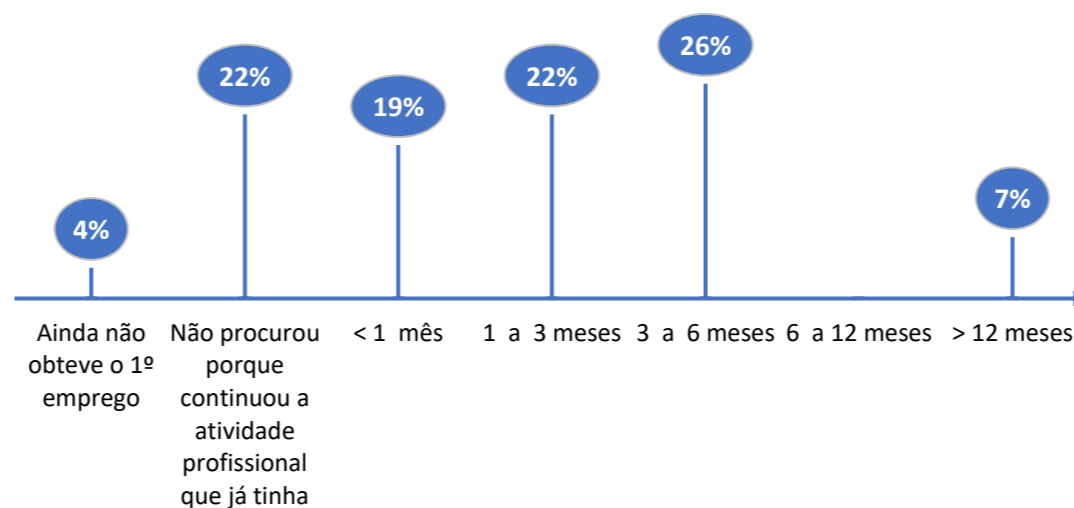 4%
22%
19%
22%
26%
7%
Ainda não
obteve o 1º
emprego
Não procurou
porque
continuou a
atividade
profissional
que já tinha
< 1 mês
1 a 3 meses
3 a 6 meses
6 a 12 meses
> 12 meses